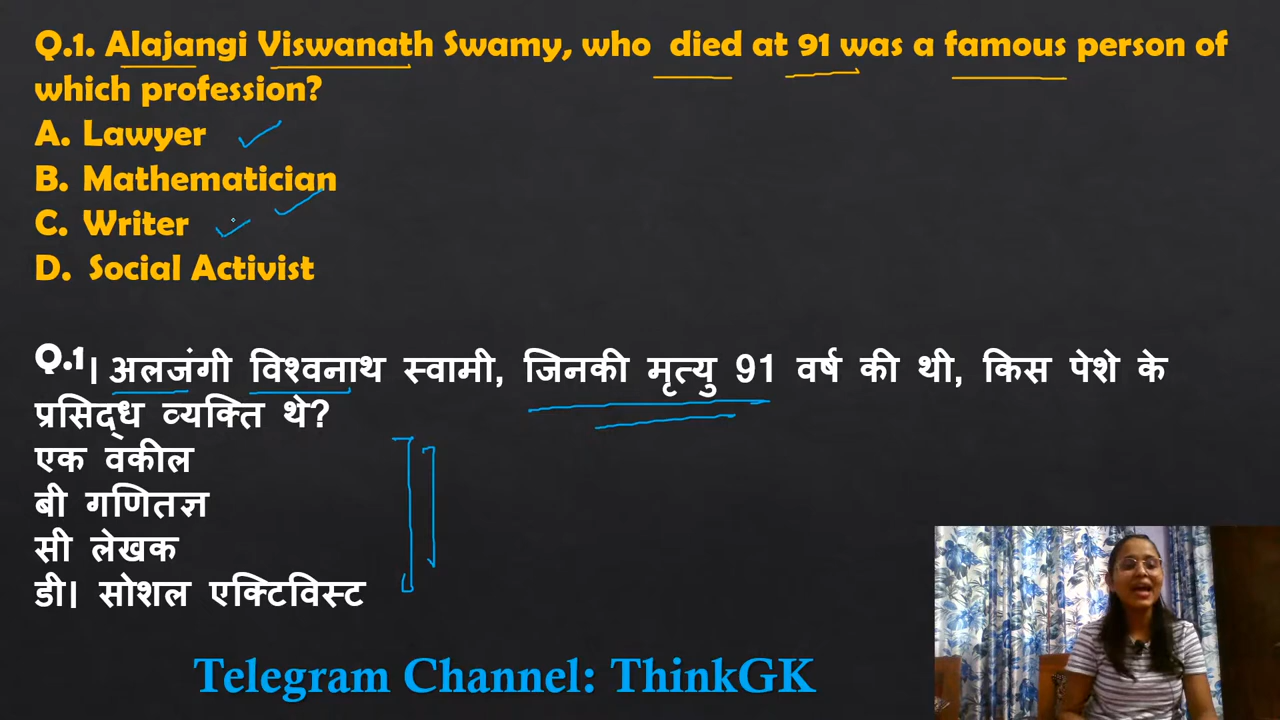 Q.1. Alajangi Viswanath Swamy, who died at 91 was a famous person of
which profession?
A. Lawyer
B. Mathematician
C. Writer
D. Social Activist
Q.1। अलजंगी विश्वनाथ स्वामी, जिनकी मृत्यु 91 वर्ष की थी, किस पेशे के
प्रसिद्ध व्यक्ति थे?
एक वकील
बी गणितज्ञ
सी लेखक
डी। सोशल एक्टिविस्ट
Telegram Channel: ThinkGK